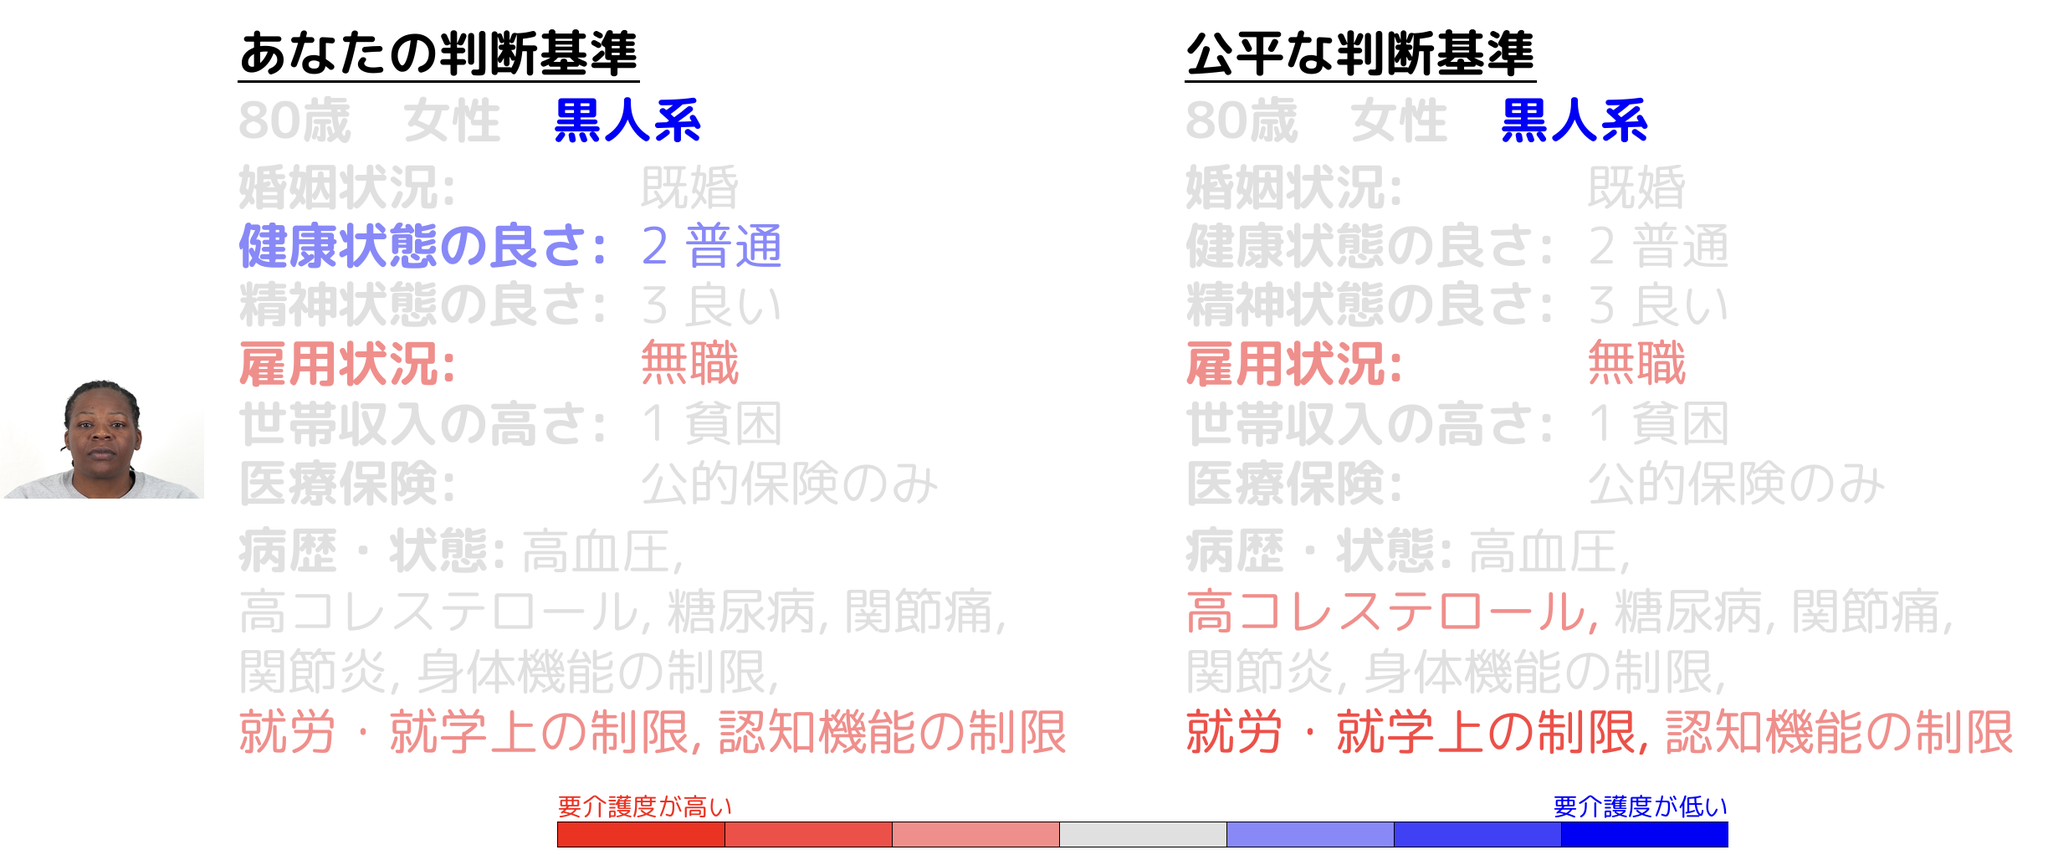 あなたの判断基準
80歳 女性 黒人系
婚姻状況: 既婚
健康状態の良さ: 2 普通
精神状態の良さ: 3 良い
雇用状況: 無職
世帯収入の高さ: 1 貧困
医療保険: 公的保険のみ
病歴・状態: 高血圧,
高コレステロール, 糖尿病, 関節痛,
関節炎, 身体機能の制限,
就労・就学上の制限, 認知機能の制限
公平な判断基準
80歳 女性 黒人系
婚姻状況: 既婚
健康状態の良さ: 2 普通
精神状態の良さ: 3 良い
雇用状況: 無職
世帯収入の高さ: 1 貧困
医療保険: 公的保険のみ
病歴・状態: 高血圧,
高コレステロール, 糖尿病, 関節痛,
関節炎, 身体機能の制限,
就労・就学上の制限, 認知機能の制限
要介護度が高い 要介護度が低い